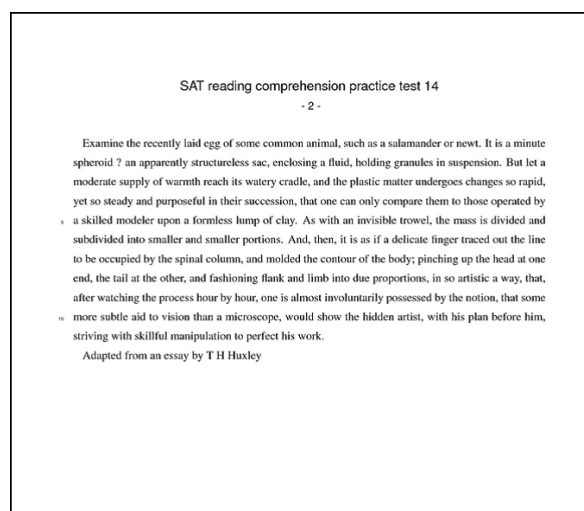 SAT reading comprehension practice test 14
- 2 -
Examine the recently laid egg of some common animal, such as a salamander or newt. It is a minute
spheroid ? an apparently structureless sac, enclosing a fluid, holding granules in suspension. But let a
moderate supply of warmth reach its watery cradle, and the plastic matter undergoes changes so rapid,
yet so steady and purposeful in their succession, that one can only compare them to those operated by
5 a skilled modeler upon a formless lump of clay. As with an invisible trowel, the mass is divided and
subdivided into smaller and smaller portions. And, then, it is as if a delicate finger traced out the line
to be occupied by the spinal column, and molded the contour of the body; pinching up the head at one
end, the tail at the other, and fashioning flank and limb into due proportions, in so artistic a way, that,
after watching the process hour by hour, one is almost involuntarily possessed by the notion, that some
10 more subtle aid to vision than a microscope, would show the hidden artist, with his plan before him,
striving with skillful manipulation to perfect his work.
Adapted from an essay by T H Huxley